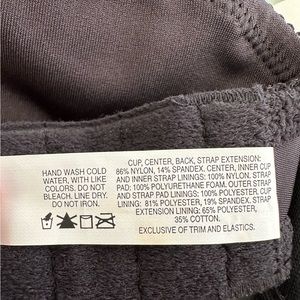 HAND WASH COLD
WATER, WITH LIKE
COLORS. DO NOT
BLEACH. LINE DRY.
DO NOT IRON.
CUP, CENTER, BACK, STRAP EXTENSION:
86% NYLON, 14% SPANDEX. CENTER, INNER CUP
AND INNER STRAP LININGS: 100% NYLON. STRAP
PAD: 100% POLYURETHANE FOAM. OUTER STRAP
AND STRAP PAD LININGS: 100% POLYESTER. CUP
LINING: 81% POLYESTER, 19% SPANDEX. STRAP
EXTENSION LINING: 65% POLYESTER,
35% COTTON.
EXCLUSIVE OF TRIM AND ELASTICS.